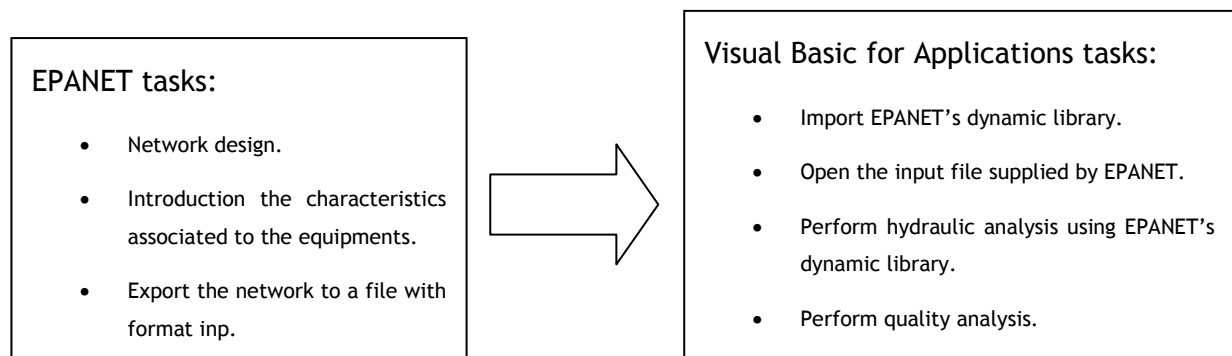 EPANET tasks:
• Network design.
• Introduction the characteristics
associated to the equipments.
• Export the network to a file with
format inp.
Visual Basic for Applications tasks:
• Import EPANET’s dynamic library.
• Open the input file supplied by EPANET.
• Perform hydraulic analysis using EPANET’s
dynamic library.
• Perform quality analysis.